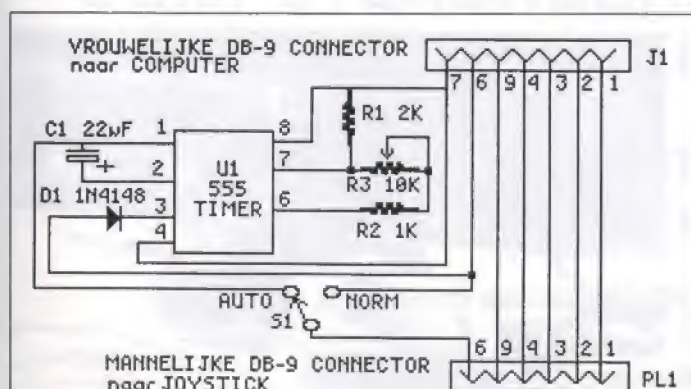 VROUWELIJKE DB-9 CONNECTOR
naar COMPUTER
J1
7 6 9 4 3 2 1
C1 22uF
1
2
D1 1N4148
3
4
U1
555
TIMER
8
7
6
R1 2K
R3 10K
R2 1K
AUTO
NORM
S1
6 9 4 3 2 1
MANNELIJKE DB-9 CONNECTOR
naar JOYSTICK
PL1